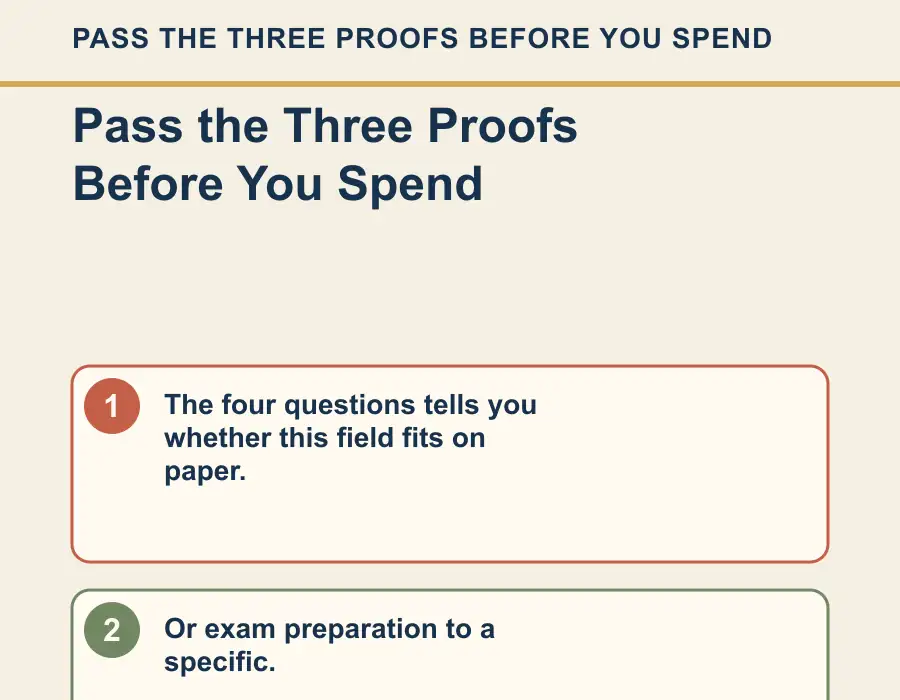 PASS THE THREE PROOFS BEFORE YOU SPEND
Pass the Three Proofs
Before You Spend
1
The four questions tells you
whether this field fits on
paper.
2
Or exam preparation to a
specific.